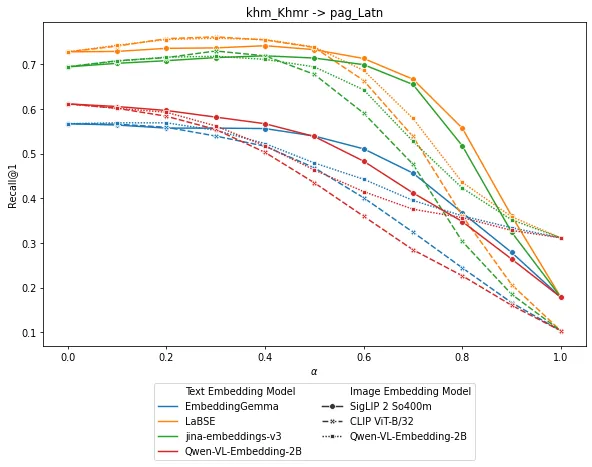 khm_Khmr -> pag_Latn
Recall@1
0.7
0.6
0.5
0.4
0.3
0.2
0.1
0.0 0.2 0.4 0.6 0.8 1.0
α
Text Embedding Model
EmbeddingGemma
LaBSE
jina-embeddings-v3
Qwen-VL-Embedding-2B
Image Embedding Model
SigLIP 2 So400m
CLIP ViT-B/32
Qwen-VL-Embedding-2B